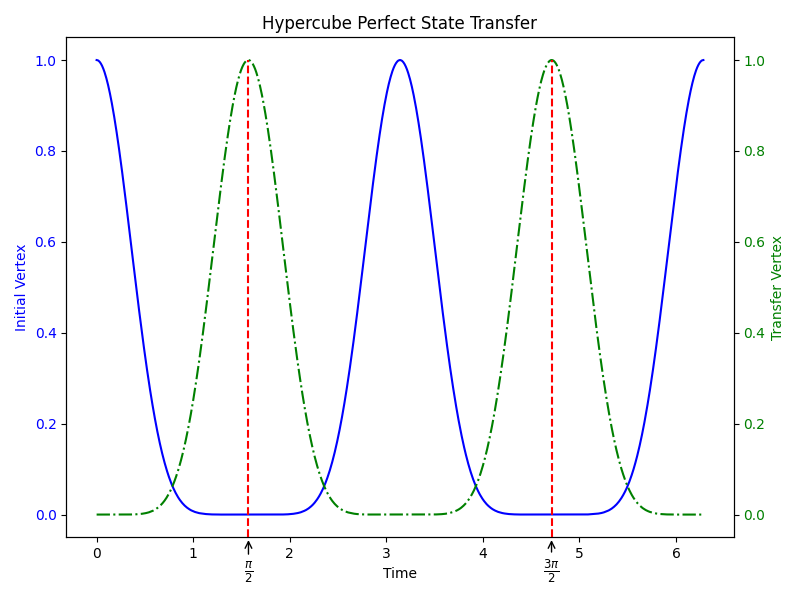 Hypercube Perfect State Transfer
1.0
0.8
0.6
0.4
0.2
0.0
Initial Vertex
1.0
0.8
0.6
0.4
0.2
0.0
Transfer Vertex
0 1 2 3 4 5 6
π/2 3π/2
Time